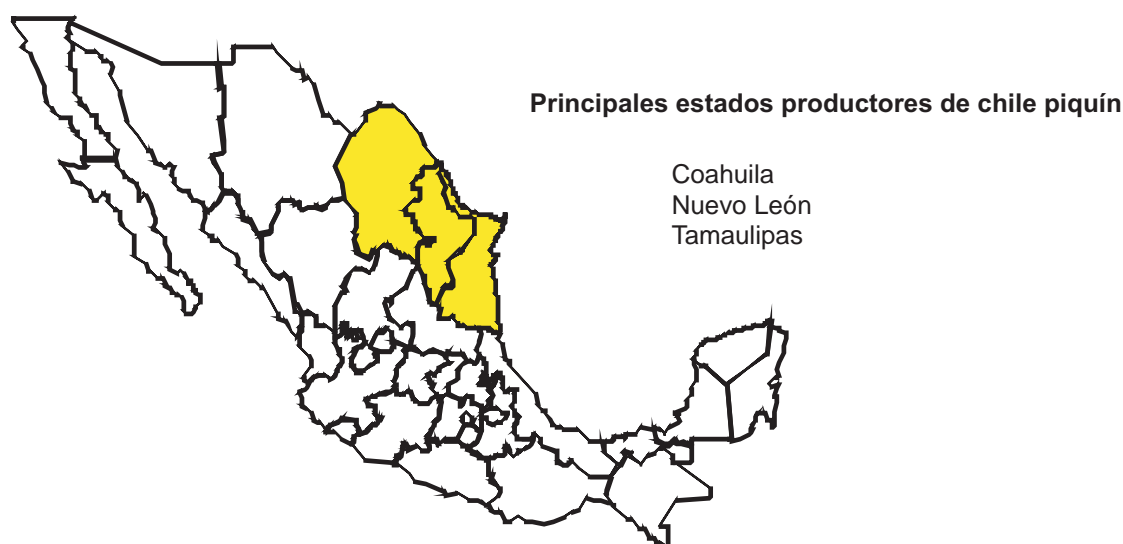 Principales estados productores de chile piquín
Coahuila
Nuevo León
Tamaulipas